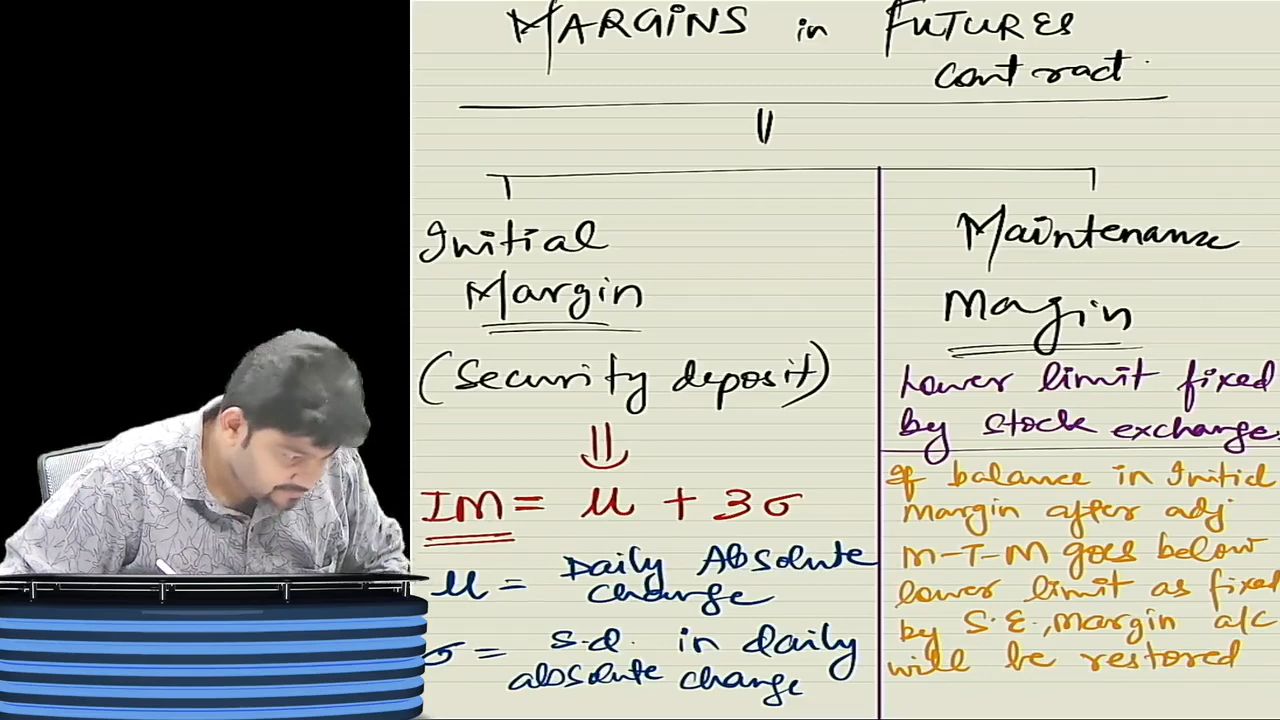 MARGINS in FUTURES
contract
Initial
Margin
(Security deposit)
IM = μ + 3σ
μ = Daily Absolute
change
σ = s.d. in daily
absolute change
Maintenance
Margin
Lower limit fixed
by stock exchange.
If balance in Initial
Margin after adj
M-T-M goes below
lower limit as fixed
by S.E., Margin a/c
will be restored